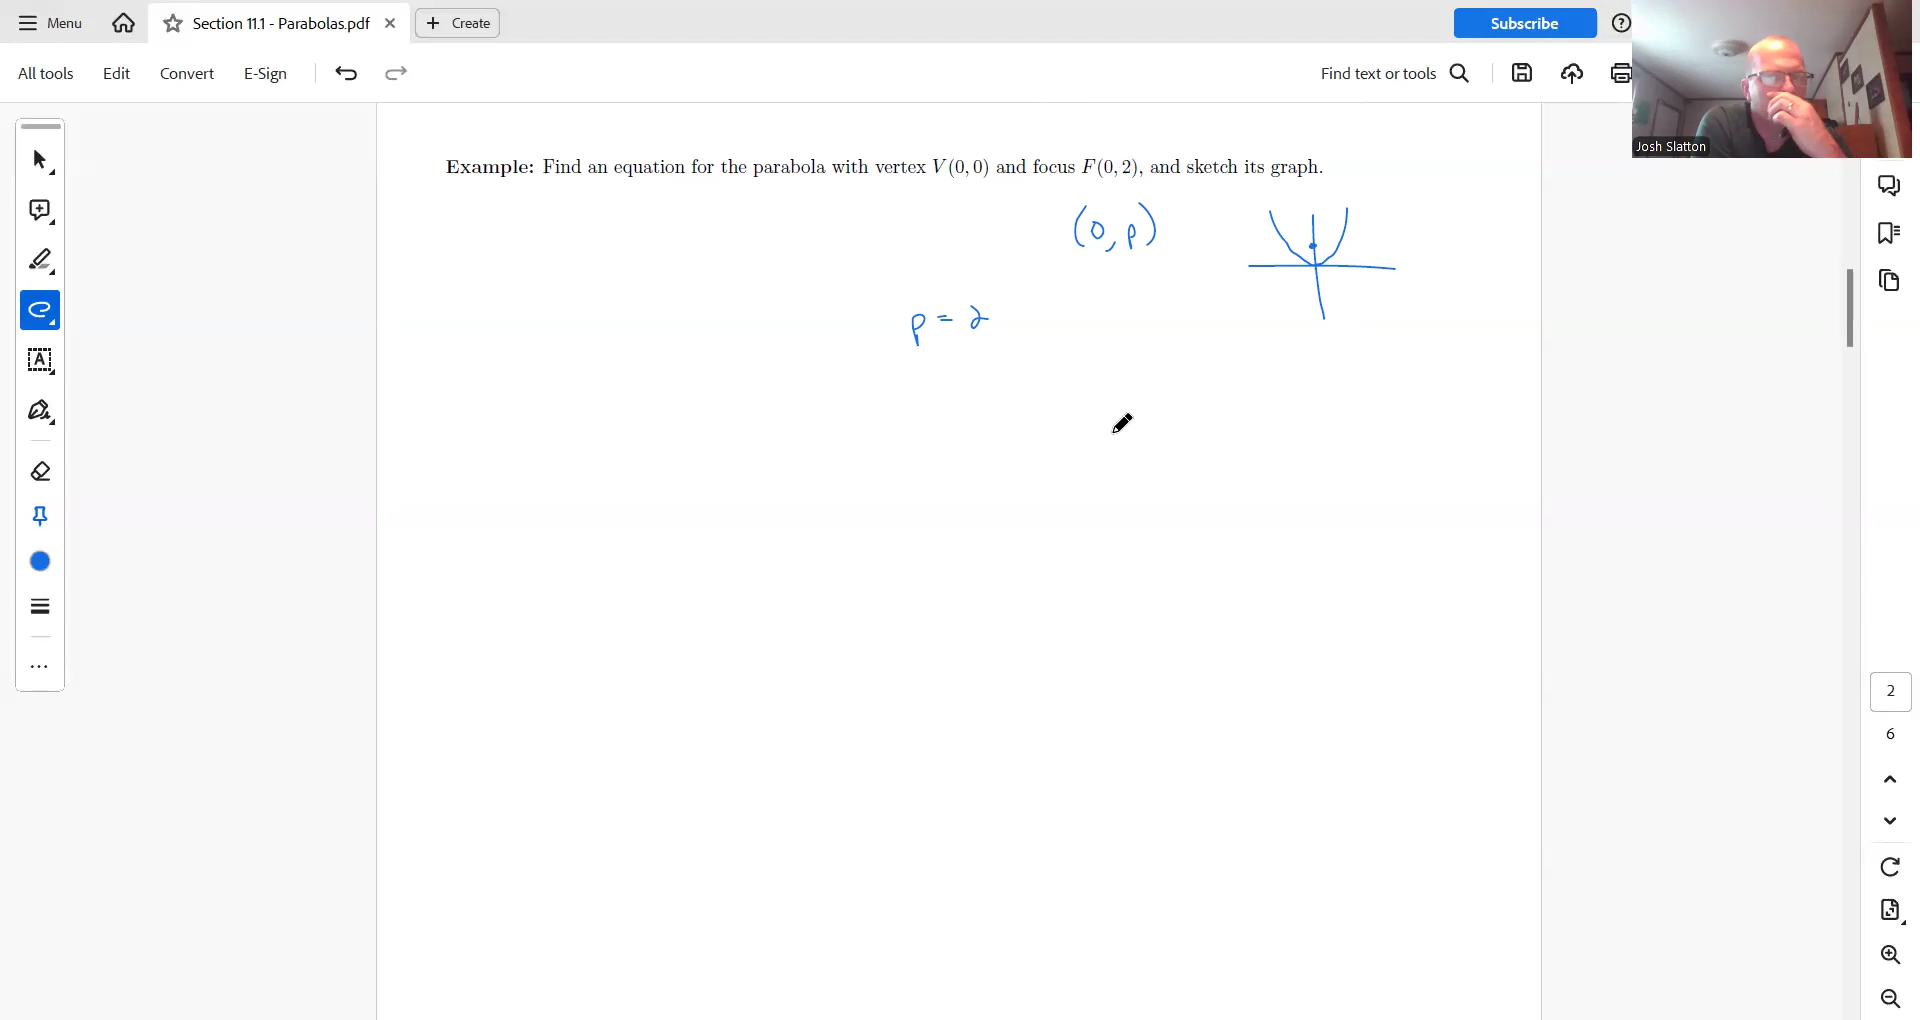 Menu
Section 11.1 - Parabolas.pdf
Create
Subscribe
All tools
Edit
Convert
E-Sign
Find text or tools
Josh Slatton
Example: Find an equation for the parabola with vertex V(0, 0) and focus F(0, 2), and sketch its graph.
(0, p)
p = 2
2
6